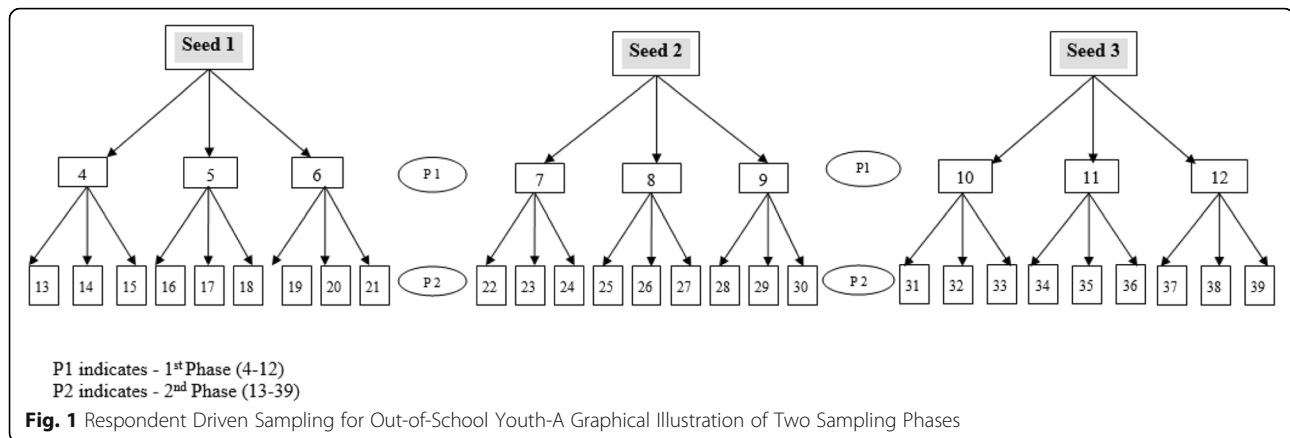 Seed 1 Seed 2 Seed 3
4 5 6 P 1 7 8 9 P1 10 11 12
13 14 15 16 17 18 19 20 21 P 2 22 23 24 25 26 27 28 29 30 P 2 31 32 33 34 35 36 37 38 39
P1 indicates - 1st Phase (4-12)
P2 indicates - 2nd Phase (13-39)
Fig. 1 Respondent Driven Sampling for Out-of-School Youth-A Graphical Illustration of Two Sampling Phases